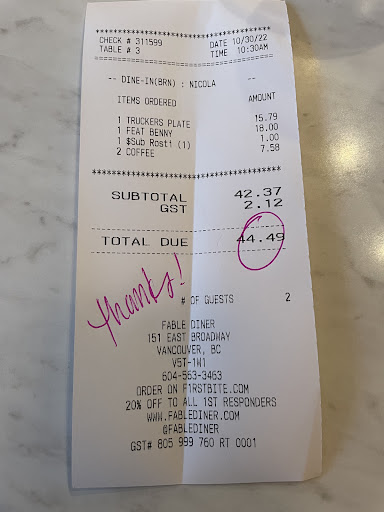 ****************************************
CHECK # 311599 DATE 10/30/22
TABLE # 3 TIME 10:30AM
****************************************
-- DINE-IN(BRN) : NICOLA --
ITEMS ORDERED AMOUNT
1 TRUCKERS PLATE 15.79
1 FEAT BENNY 18.00
1 $Sub Rosti (1) 1.00
2 COFFEE 7.58
****************************************
SUBTOTAL 42.37
GST 2.12
TOTAL DUE 44.49
thanks!
# OF GUESTS 2
FABLE DINER
151 EAST BROADWAY
VANCOUVER, BC
V5T-1W1
604-563-3463
ORDER ON F1RSTBITE.COM
20% OFF TO ALL 1ST RESPONDERS
WWW.FABLEDINER.COM
@FABLEDINER
GST# 805 999 760 RT 0001